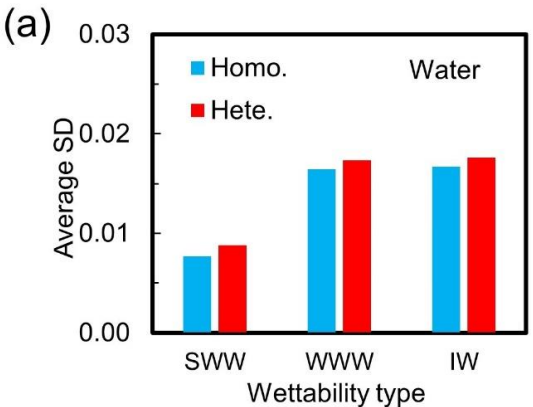 (a)
0.03
Homo.
Water
Hete.
0.02
Average SD
0.01
0.00
SWW WWW IW
Wettability type